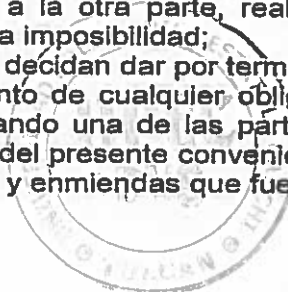 a la otra parte, real
a imposibilidad;
decidan dar por term
nto de cualquier oblig
ando una de las part
del presente convenio
y enmiendas que fue